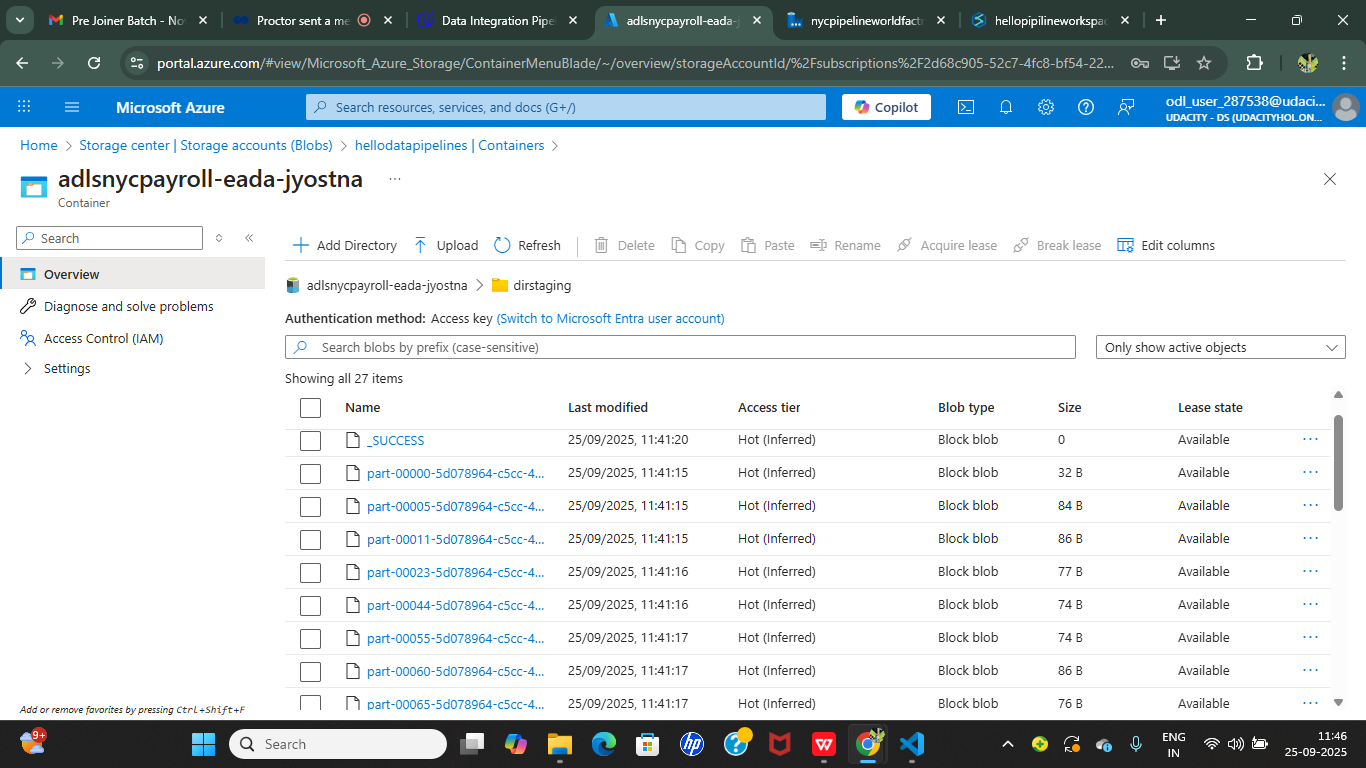 Pre Joiner Batch - No
Proctor sent a me
Data Integration Pipel
adlsnycpayroll-eada-j
nycpipelineworldfact
hellopipilineworkspac
portal.azure.com/#view/Microsoft_Azure_Storage/ContainerMenuBlade/~/overview/storageAccountId/%2Fsubscriptions%2F2d68c905-52c7-4fc8-bf54-22...
Microsoft Azure
Search resources, services, and docs (G+/)
Copilot
odl_user_287538@udaci...
UDACITY - DS (UDACITYHOL.ON...
Home > Storage center | Storage accounts (Blobs) > hellodatapipelines | Containers >
adlsnycpayroll-eada-jyostna ...
Container
Search
Overview
Diagnose and solve problems
Access Control (IAM)
Settings
Add or remove favorites by pressing Ctrl+Shift+F
Add Directory Upload Refresh Delete Copy Paste Rename Acquire lease Break lease Edit columns
adlsnycpayroll-eada-jyostna > dirstaging
Authentication method: Access key (Switch to Microsoft Entra user account)
Search blobs by prefix (case-sensitive)
Only show active objects
Showing all 27 items
Name Last modified Access tier Blob type Size Lease state
_SUCCESS 25/09/2025, 11:41:20 Hot (Inferred) Block blob 0 Available ...
part-00000-5d078964-c5cc-4... 25/09/2025, 11:41:15 Hot (Inferred) Block blob 32 B Available ...
part-00005-5d078964-c5cc-4... 25/09/2025, 11:41:15 Hot (Inferred) Block blob 84 B Available ...
part-00011-5d078964-c5cc-4... 25/09/2025, 11:41:15 Hot (Inferred) Block blob 86 B Available ...
part-00023-5d078964-c5cc-4... 25/09/2025, 11:41:16 Hot (Inferred) Block blob 77 B Available ...
part-00044-5d078964-c5cc-4... 25/09/2025, 11:41:16 Hot (Inferred) Block blob 74 B Available ...
part-00055-5d078964-c5cc-4... 25/09/2025, 11:41:17 Hot (Inferred) Block blob 74 B Available ...
part-00060-5d078964-c5cc-4... 25/09/2025, 11:41:17 Hot (Inferred) Block blob 86 B Available ...
part-00065-5d078964-c5cc-4... 25/09/2025, 11:41:17 Hot (Inferred) Block blob 76 B Available ...
9+
Search
hp
ENG
IN
11:46
25-09-2025